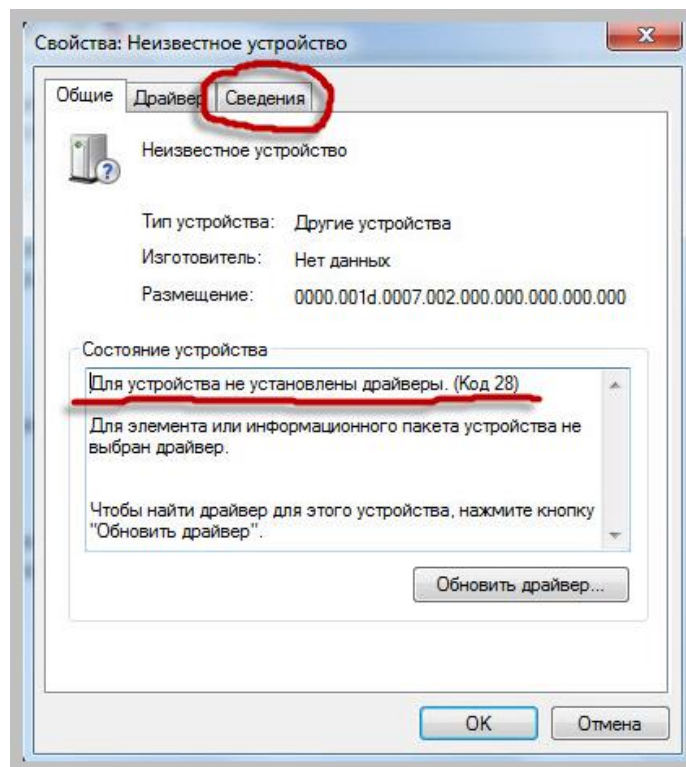 Свойства: Неизвестное устройство
Общие Драйвер Сведения
Неизвестное устройство
Тип устройства: Другие устройства
Изготовитель: Нет данных
Размещение: 0000.001d.0007.002.000.000.000.000.000
Состояние устройства
Для устройства не установлены драйверы. (Код 28)
Для элемента или информационного пакета устройства не
выбран драйвер.
Чтобы найти драйвер для этого устройства, нажмите кнопку
"Обновить драйвер".
Обновить драйвер...
OK Отмена